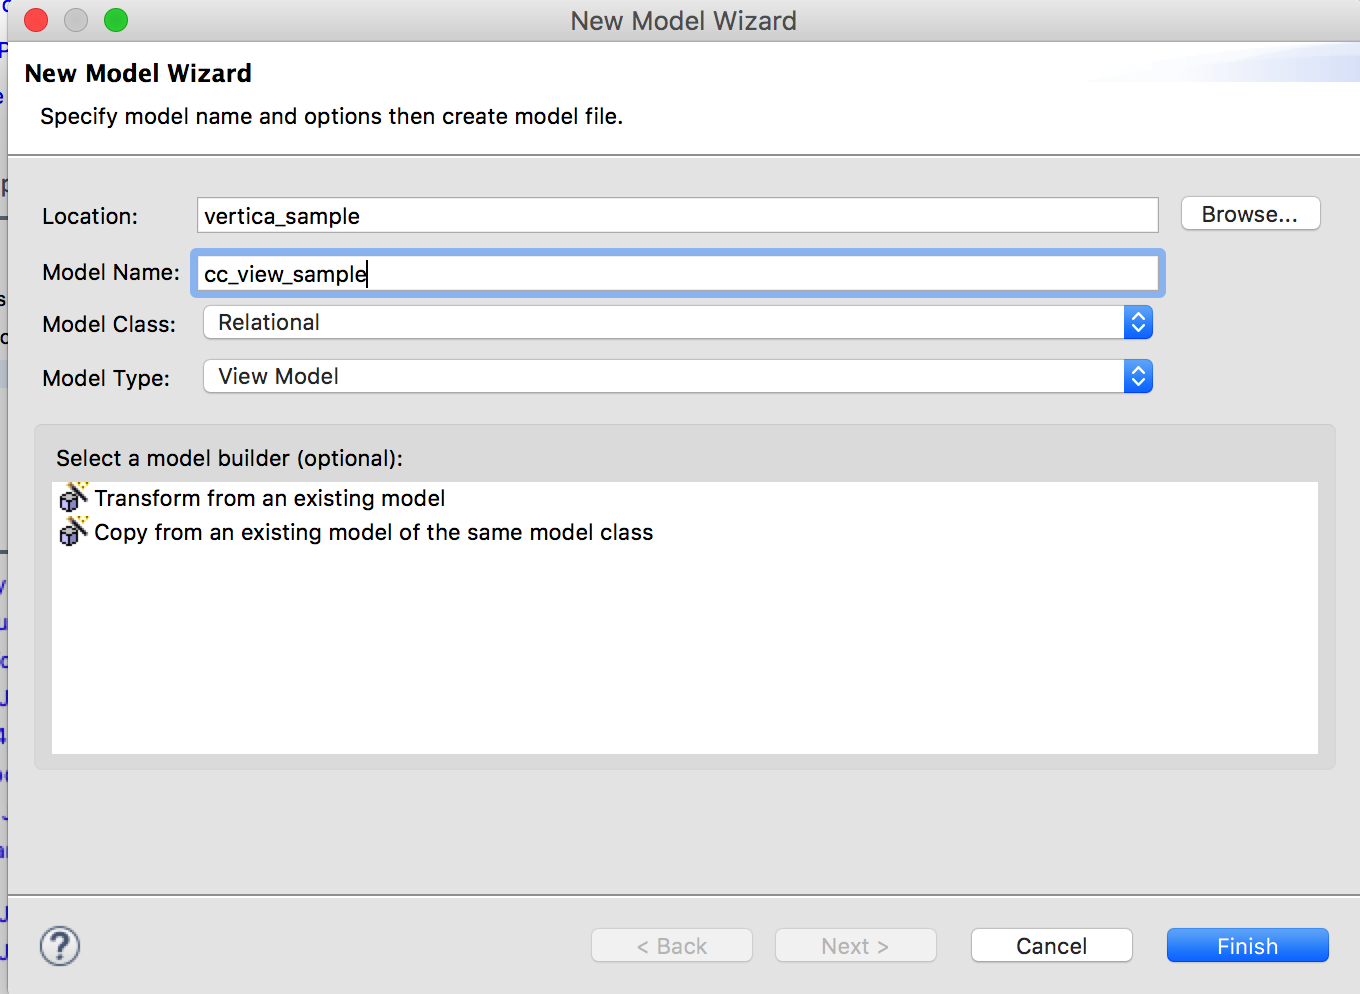 New Model Wizard
New Model Wizard
Specify model name and options then create model file.
Location: vertica_sample Browse...
Model Name: cc_view_sample
Model Class: Relational
Model Type: View Model
Select a model builder (optional):
Transform from an existing model
Copy from an existing model of the same model class
? < Back Next > Cancel Finish